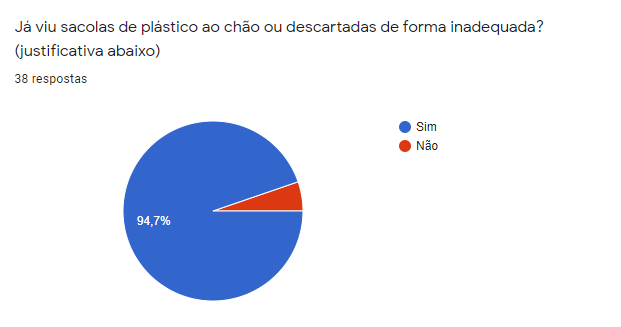 Já viu sacolas de plástico ao chão ou descartadas de forma inadequada?
(justificativa abaixo)
38 respostas
Sim
Não
94,7%